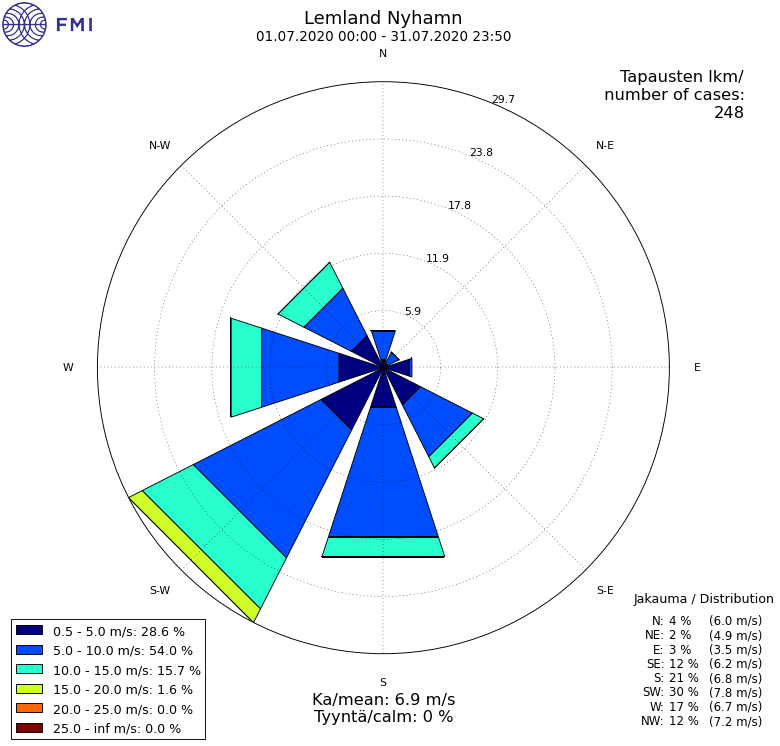 FMI
Lemland Nyhamn
01.07.2020 00:00 - 31.07.2020 23:50
Tapausten lkm/
number of cases:
248
N
N-E
E
S-E
S
S-W
W
N-W
29.7
23.8
17.8
11.9
5.9
0.5 - 5.0 m/s: 28.6 %
5.0 - 10.0 m/s: 54.0 %
10.0 - 15.0 m/s: 15.7 %
15.0 - 20.0 m/s: 1.6 %
20.0 - 25.0 m/s: 0.0 %
25.0 - inf m/s: 0.0 %
Ka/mean: 6.9 m/s
Tyyntä/calm: 0 %
Jakauma / Distribution
N: 4 % (6.0 m/s)
NE: 2 % (4.9 m/s)
E: 3 % (3.5 m/s)
SE: 12 % (6.2 m/s)
S: 21 % (6.8 m/s)
SW: 30 % (7.8 m/s)
W: 17 % (6.7 m/s)
NW: 12 % (7.2 m/s)